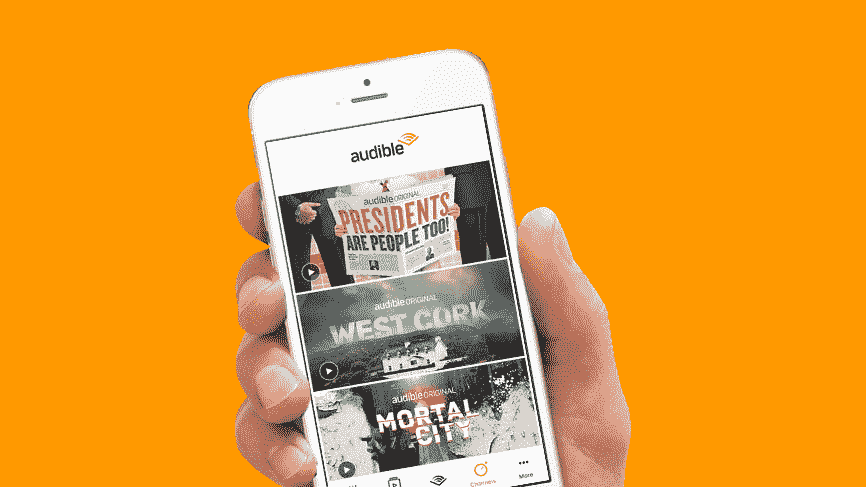 audible
audible ORIGINAL
PRESIDENTS
ARE PEOPLE TOO!
audible ORIGINAL
WEST CORK
audible ORIGINAL
MORTAL
CITY
Channels
More